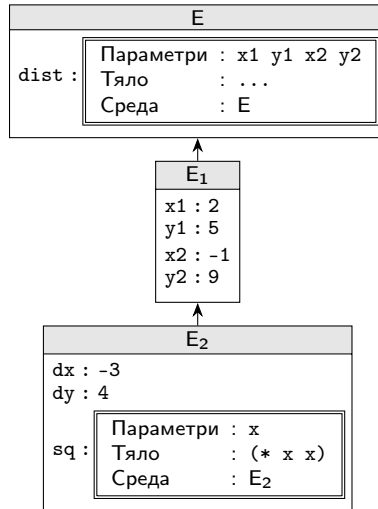 E
dist :
Параметри : x1 y1 x2 y2
Тяло : ...
Среда : E
E₁
x1 : 2
y1 : 5
x2 : -1
y2 : 9
E₂
dx : -3
dy : 4
sq :
Параметри : x
Тяло : (* x x)
Среда : E₂